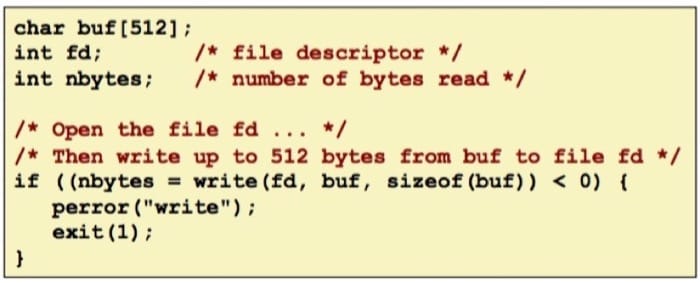 char buf[512];
int fd;         /* file descriptor */
int nbytes;     /* number of bytes read */

/* Open the file fd ... */
/* Then write up to 512 bytes from buf to file fd */
if ((nbytes = write(fd, buf, sizeof(buf)) < 0) {
   perror("write");
   exit(1);
}